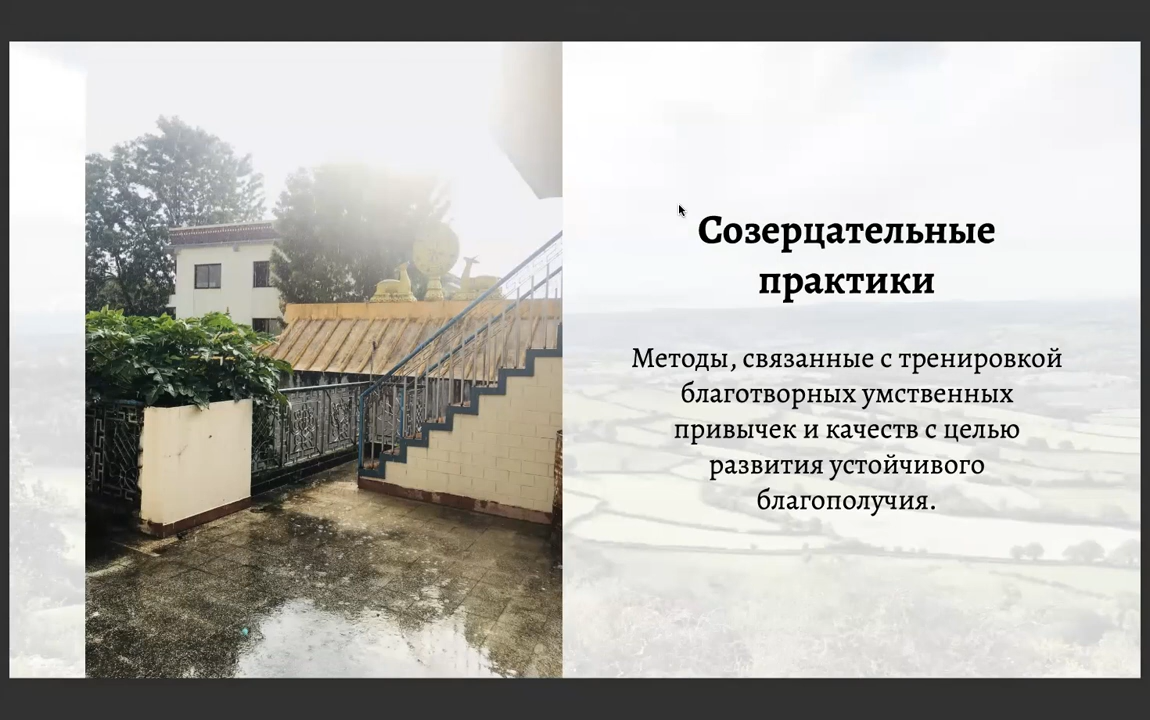 Созерцательные
практики
Методы, связанные с тренировкой
благотворных умственных
привычек и качеств с целью
развития устойчивого
благополучия.